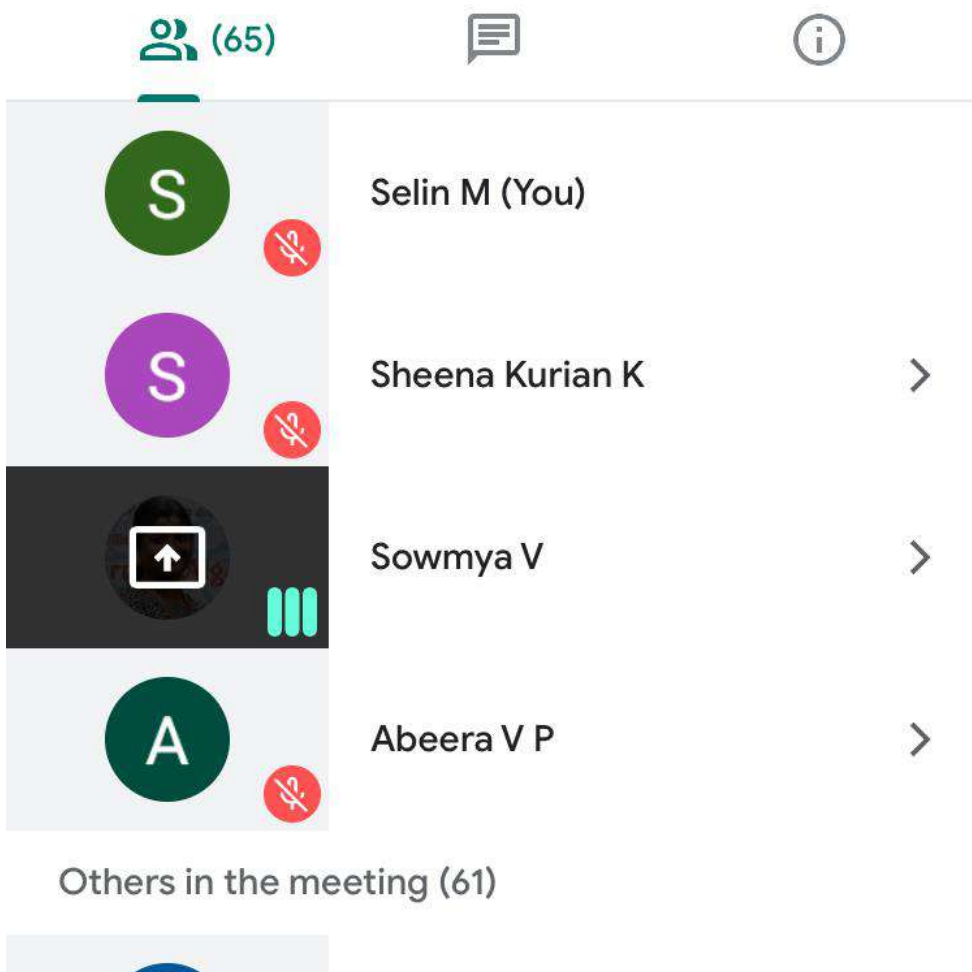 (65)
S
Selin M (You)
S
Sheena Kurian K
Sowmya V
A
Abeera V P
Others in the meeting (61)